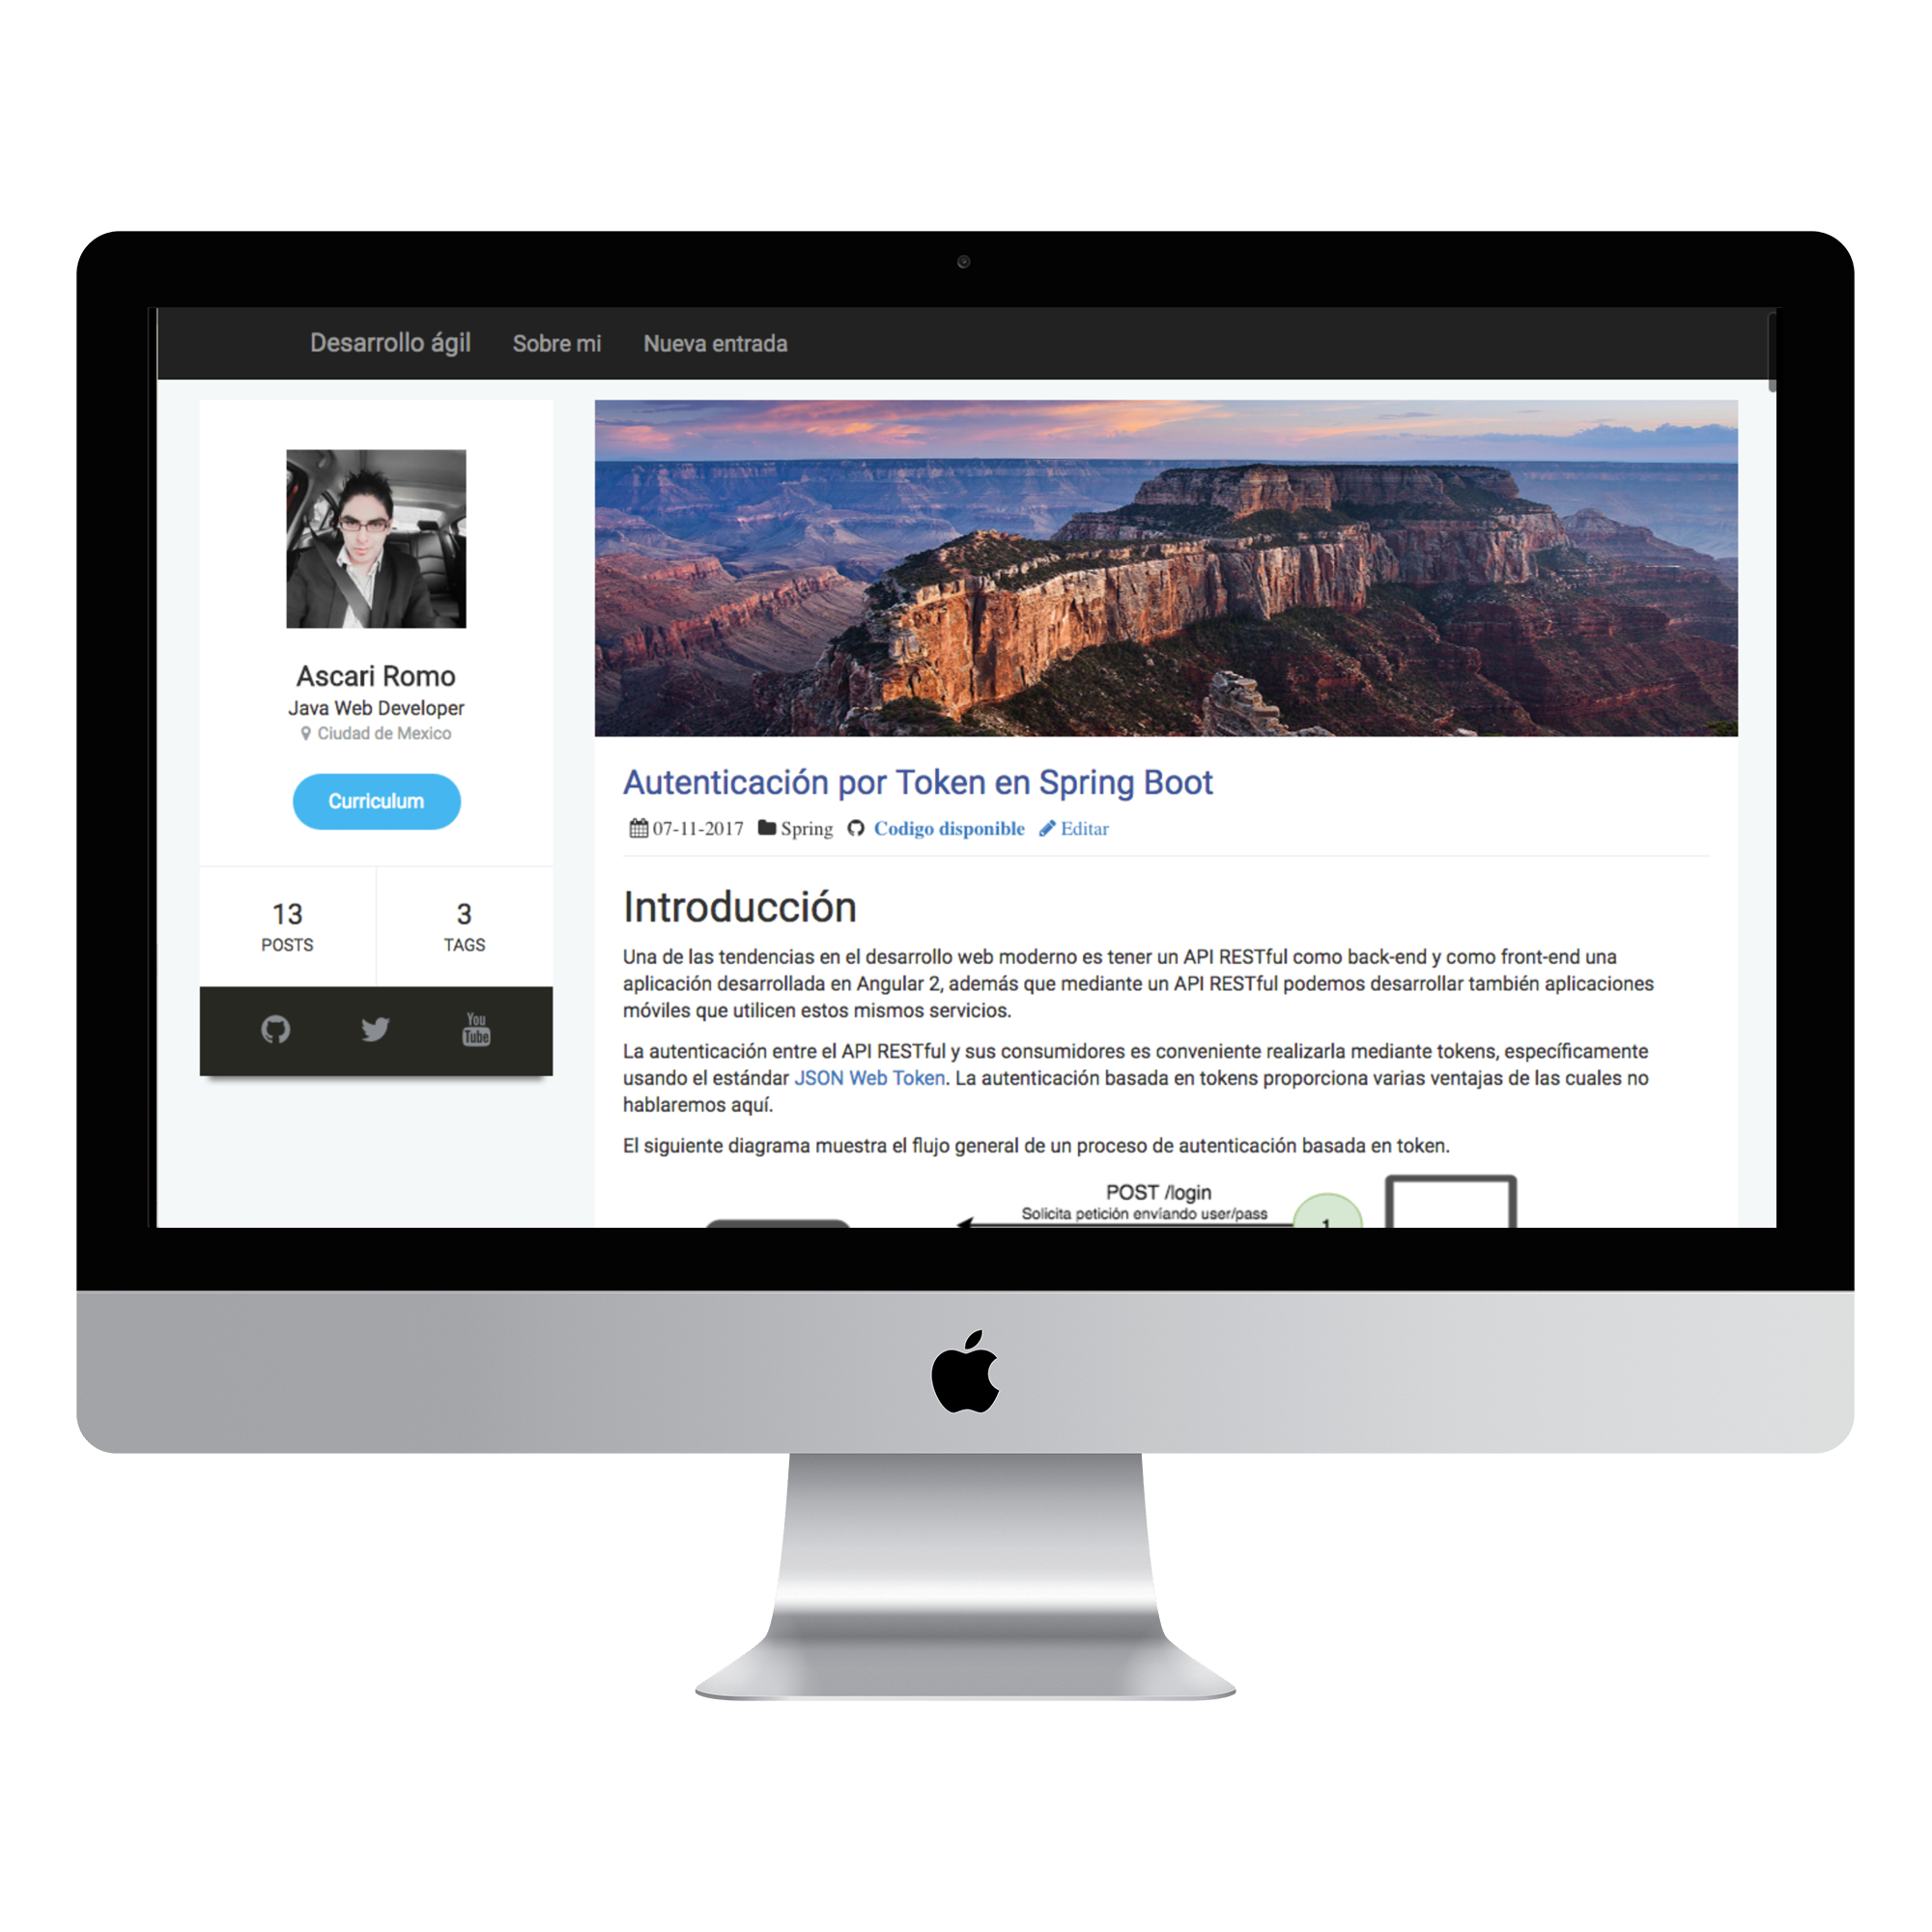 Desarrollo ágil Sobre mi Nueva entrada
Ascari Romo
Java Web Developer
Ciudad de Mexico
Curriculum
13
POSTS
3
TAGS
You
Tube
Autenticación por Token en Spring Boot
07-11-2017 Spring Codigo disponible Editar
Introducción
Una de las tendencias en el desarrollo web moderno es tener un API RESTful como back-end y como front-end una
aplicación desarrollada en Angular 2, además que mediante un API RESTful podemos desarrollar también aplicaciones
móviles que utilicen estos mismos servicios.
La autenticación entre el API RESTful y sus consumidores es conveniente realizarla mediante tokens, específicamente
usando el estándar JSON Web Token. La autenticación basada en tokens proporciona varias ventajas de las cuales no
hablaremos aquí.
El siguiente diagrama muestra el flujo general de un proceso de autenticación basada en token.
POST /login
Solicita petición envíando user/pass
1